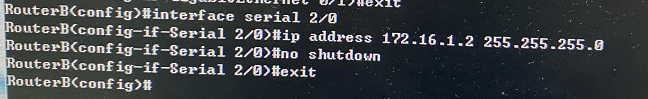 RouterB(config)#interface serial 2/0
RouterB(config-if-Serial 2/0)#ip address 172.16.1.2 255.255.255.0
RouterB(config-if-Serial 2/0)#no shutdown
RouterB(config-if-Serial 2/0)#exit
RouterB(config)#